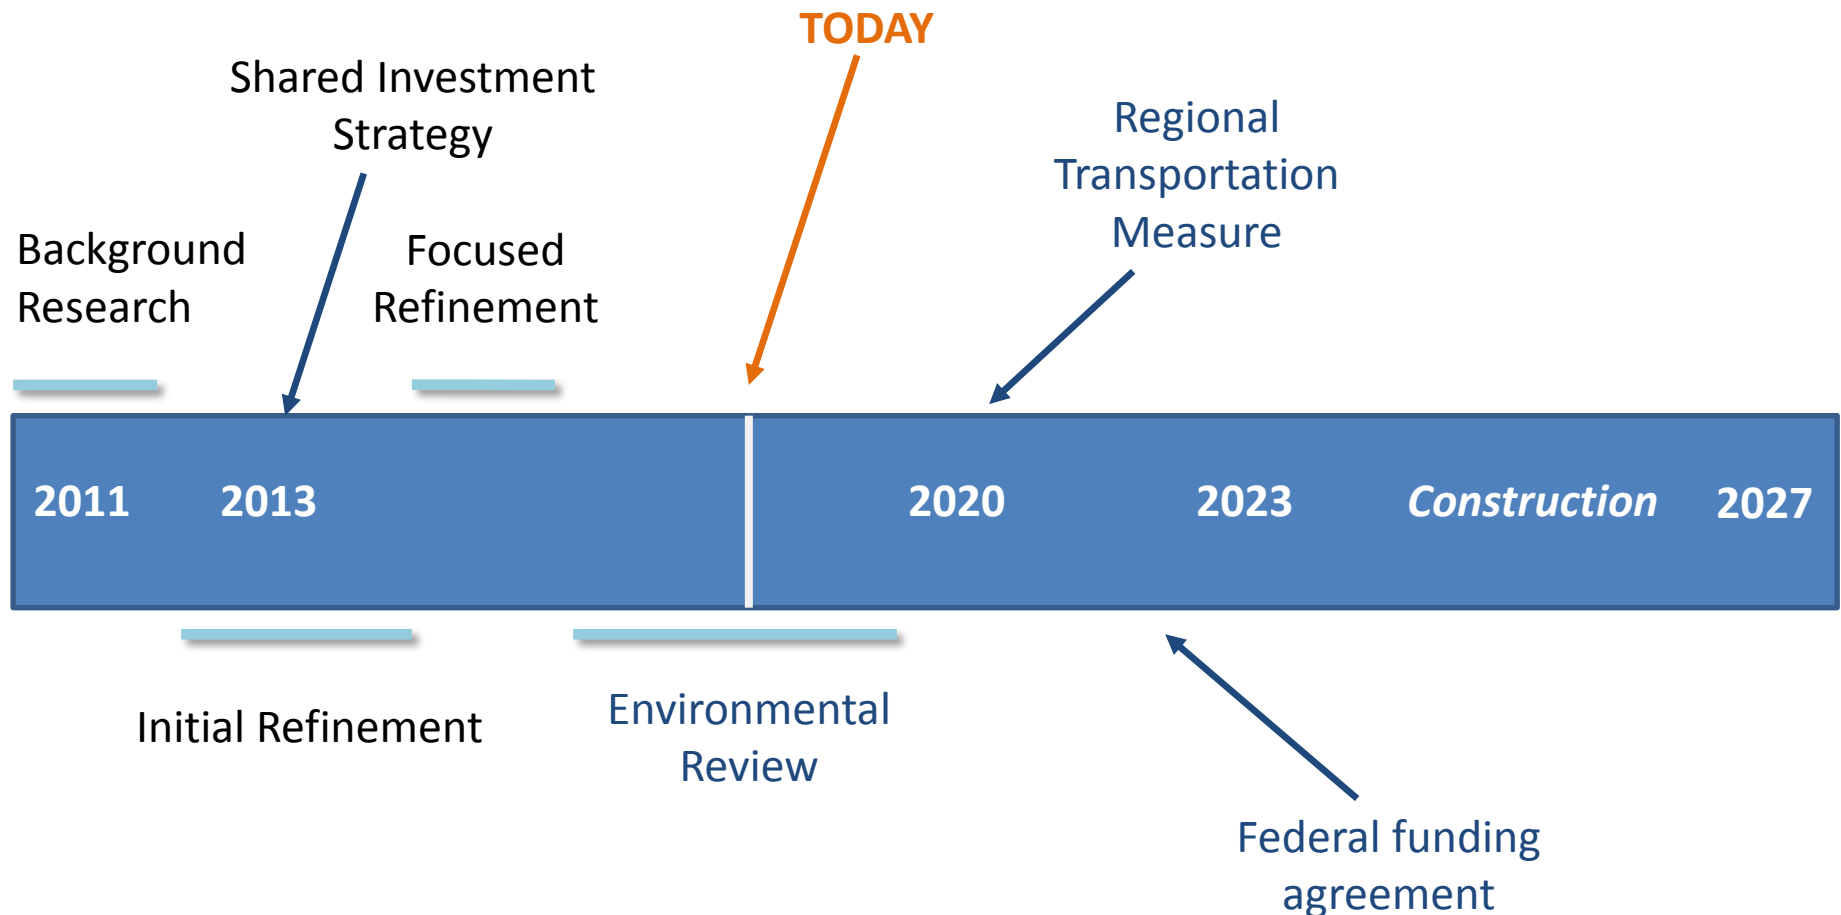 TODAY
Shared Investment
Strategy
Regional
Transportation
Measure
Background
Research
Focused
Refinement
2011
2013
2020
2023
Construction
2027
Initial Refinement
Environmental
Review
Federal funding
agreement